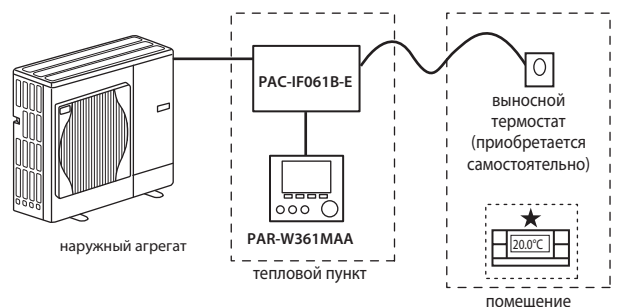 PAC-IF061B-E
выносной
термостат
(приобретается
самостоятельно)
PAR-W361MAA
наружный агрегат
тепловой пункт
20.0°C
помещение